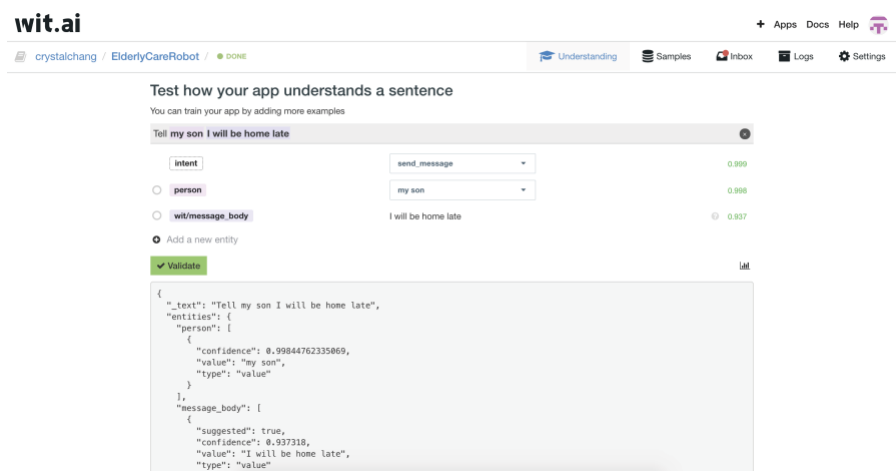 wit.ai
Apps Docs Help
crystalchang / ElderlyCareRobot / DONE
Understanding Samples Inbox Logs Settings
Test how your app understands a sentence
You can train your app by adding more examples
Tell my son I will be home late
intent send_message 0.999
person my son 0.998
wit/message_body I will be home late 0.937
Add a new entity
Validate
{
"_text": "Tell my son I will be home late",
"entities": {
"person": [
{
"confidence": 0.99844762335069,
"value": "my son",
"type": "value"
}
],
"message_body": [
{
"suggested": true,
"confidence": 0.937318,
"value": "I will be home late",
"type": "value"